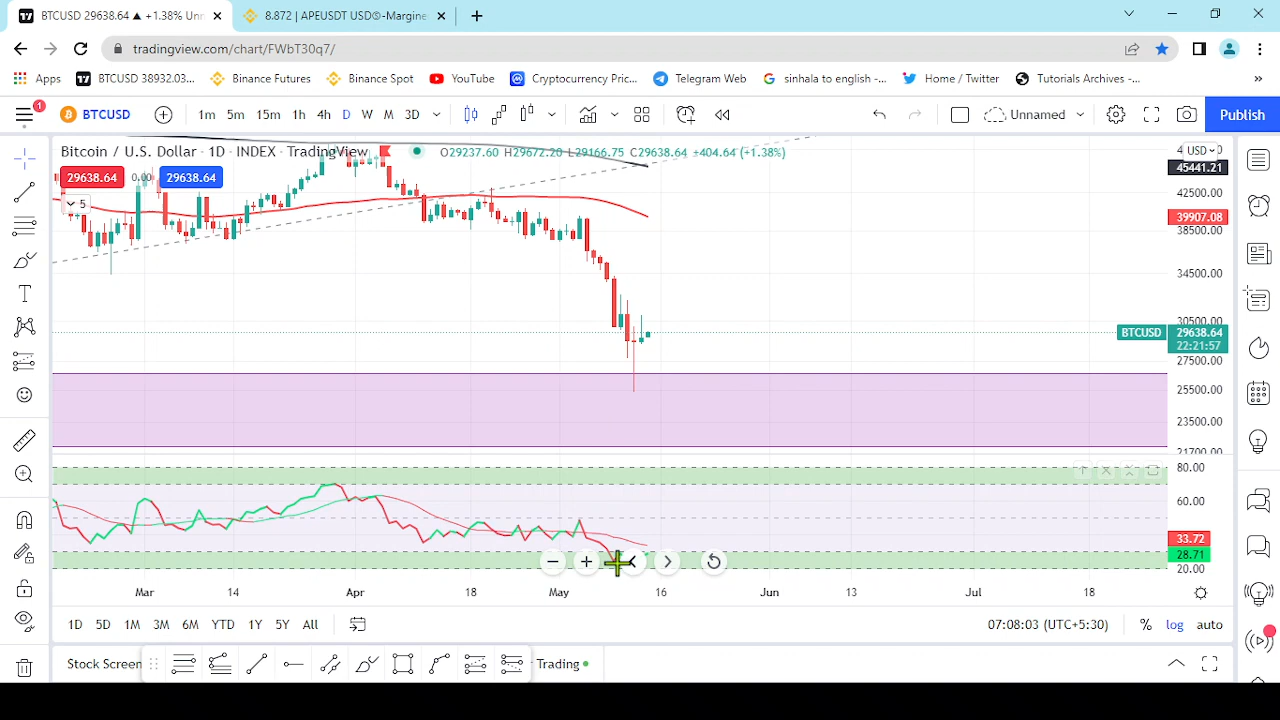 BTCUSD 29638.64 ▲ +1.38% Unn
8.872 | APEUSDT USDⓈ-Margine
tradingview.com/chart/FWbT30q7/
Apps
BTCUSD 38932.03...
Binance Futures
Binance Spot
YouTube
Cryptocurrency Pric...
Telegram Web
sinhala to english -...
Home / Twitter
Tutorials Archives -...
1
BTCUSD
1m 5m 15m 1h 4h D W M 3D
Unnamed
Publish
Bitcoin / U.S. Dollar · 1D · INDEX · TradingView
O29237.60 H29672.20 L29166.75 C29638.64 +404.64 (+1.38%)
USD
45441.21
29638.64 0.00 29638.64
5
42500.00
39907.08
38500.00
34500.00
30500.00
BTCUSD 29638.64
22:21:57
27500.00
25500.00
23500.00
21700.00
80.00
60.00
33.72
28.71
20.00
Mar 14 Apr 18 May 16 Jun 13 Jul 18
1D 5D 1M 3M 6M YTD 1Y 5Y All
07:08:03 (UTC+5:30)
% log auto
Stock Screen
Trading